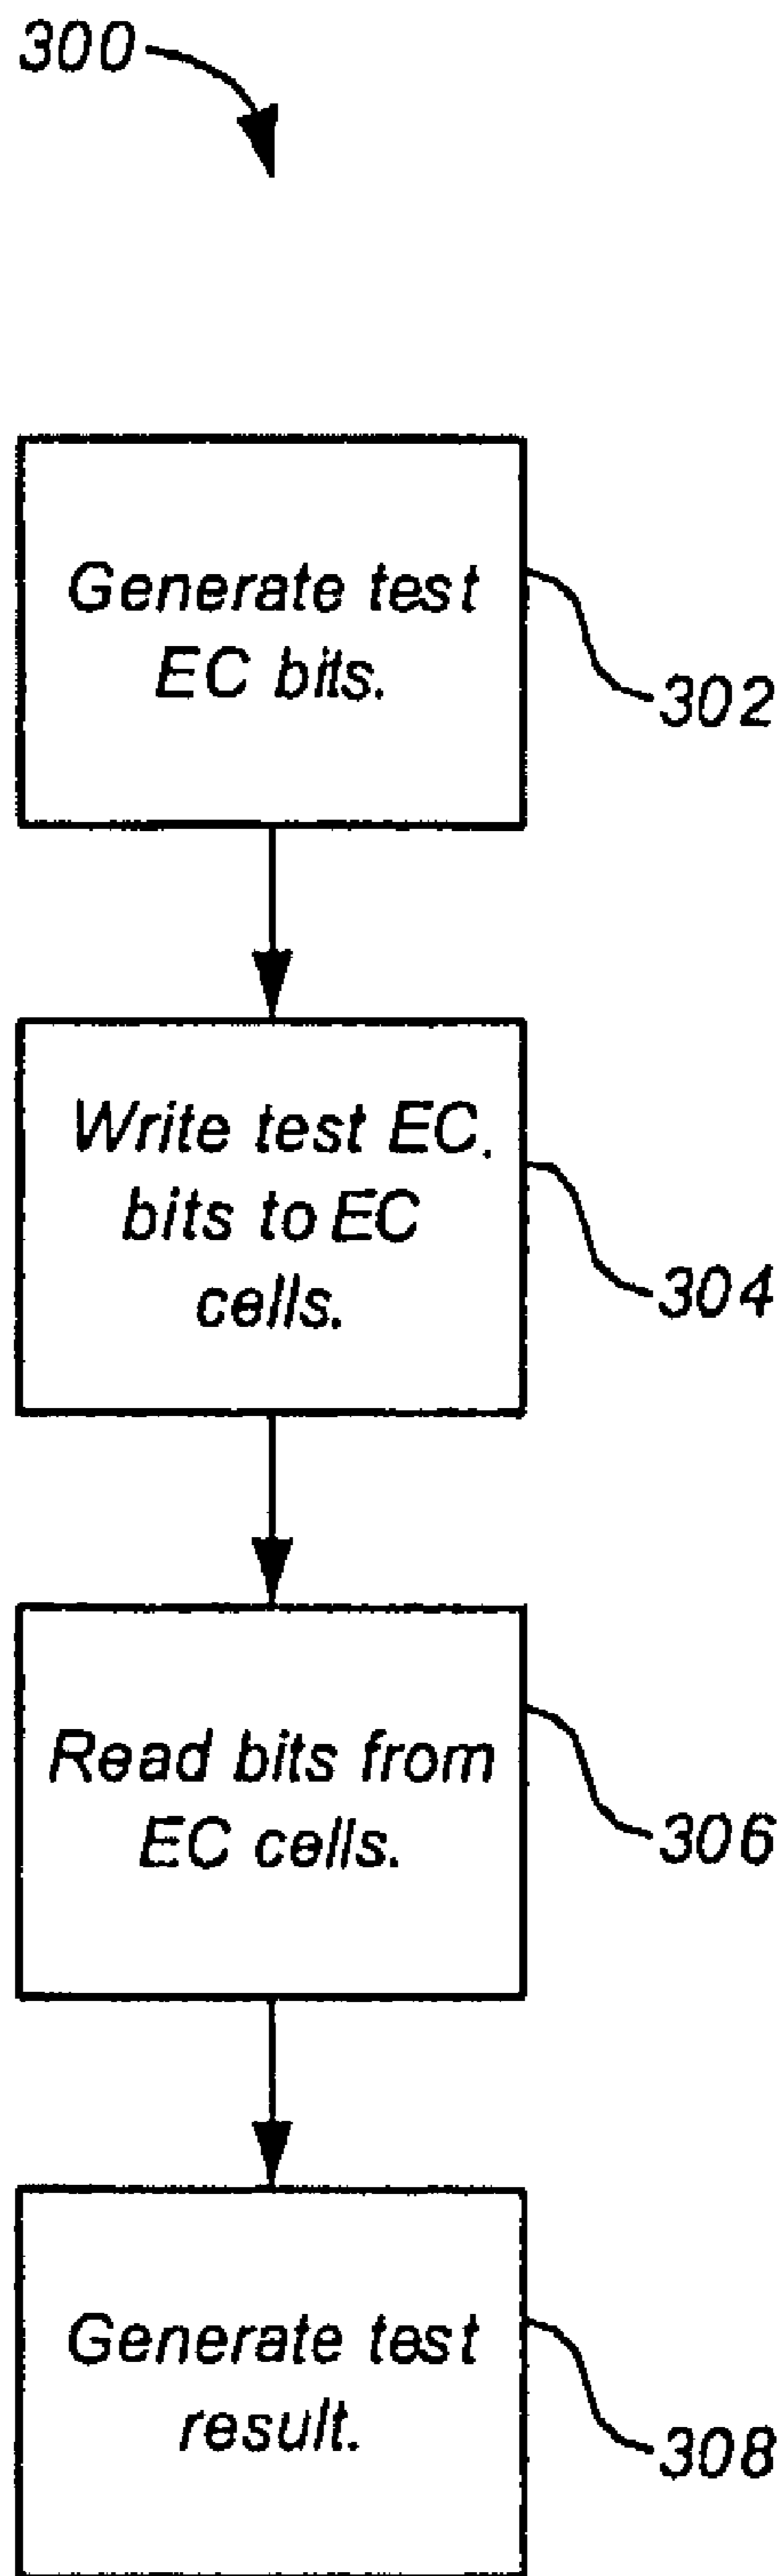 300
Generate test
EC bits.
302
Write test EC.
bits to EC
cells.
304
Read bits from
EC cells.
306
Generate test
result.
308